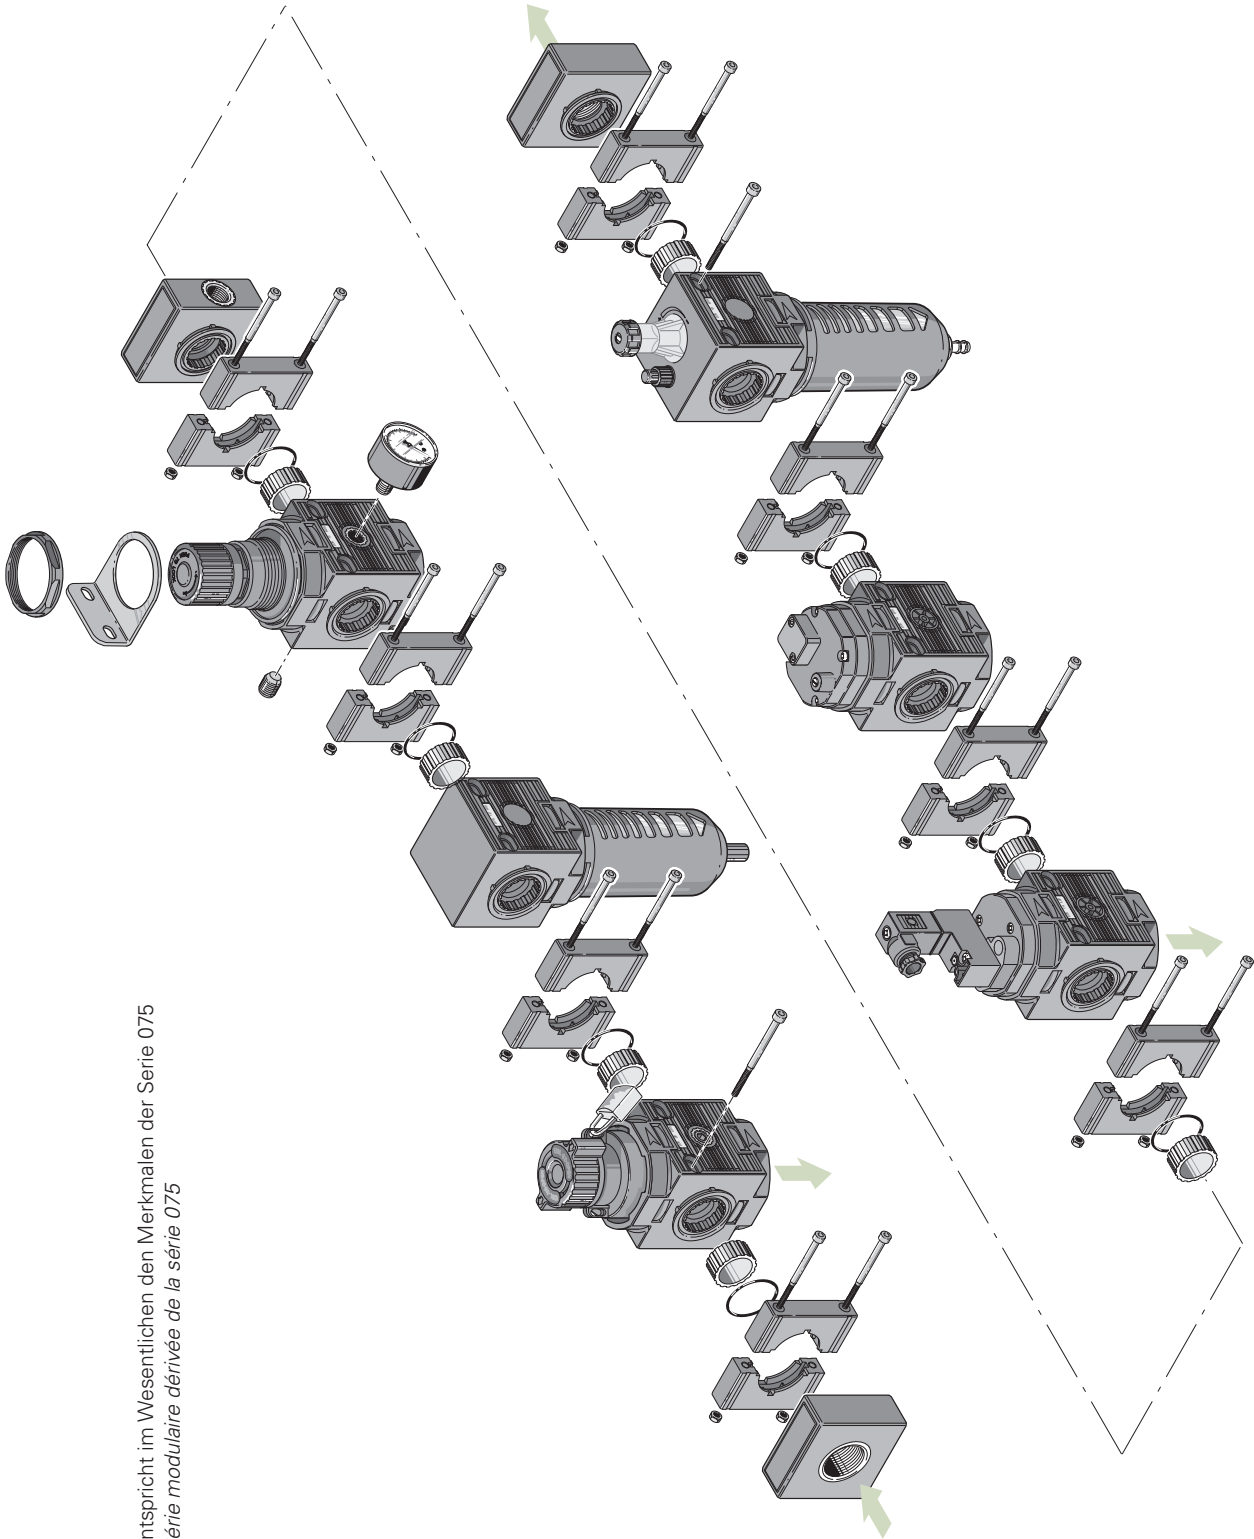 ntspricht im Wesentlichen den Merkmalen der Serie 075
érie modulaire dérivée de la série 075